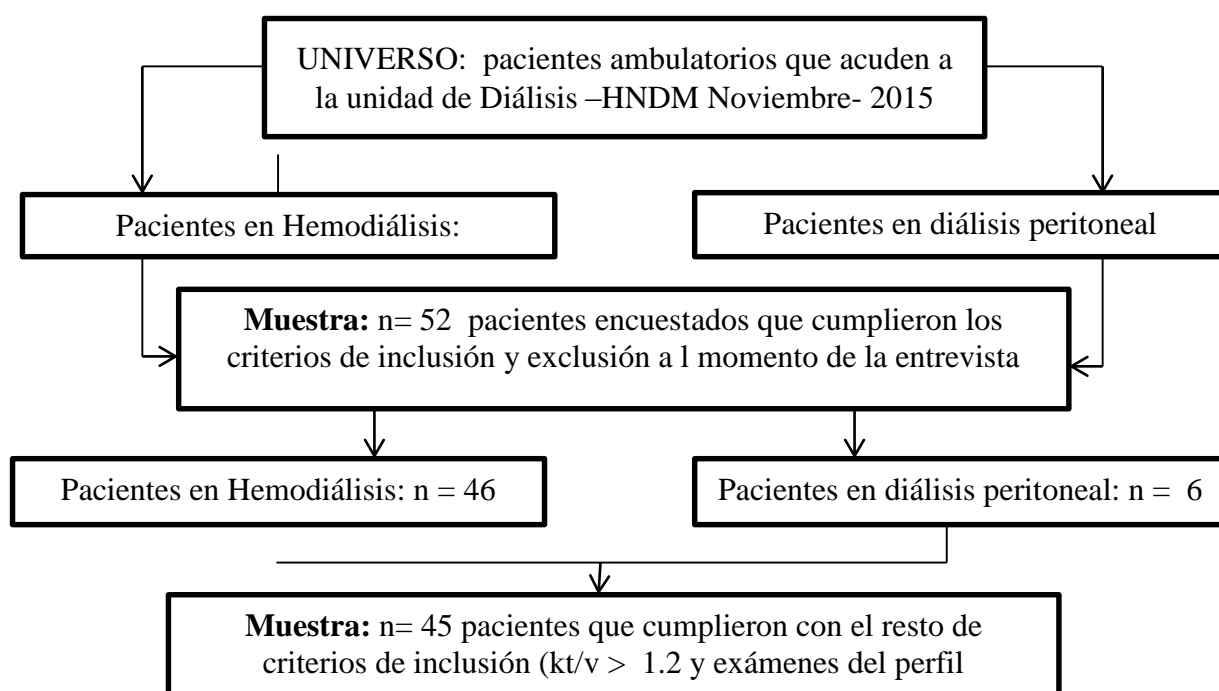 UNIVERSO: pacientes ambulatorios que acuden a
la unidad de Diálisis –HNDM Noviembre- 2015
Pacientes en Hemodiálisis:
Pacientes en diálisis peritoneal
Muestra: n= 52 pacientes encuestados que cumplieron los
criterios de inclusión y exclusión a l momento de la entrevista
Pacientes en Hemodiálisis: n = 46
Pacientes en diálisis peritoneal: n = 6
Muestra: n= 45 pacientes que cumplieron con el resto de
criterios de inclusión (kt/v > 1.2 y exámenes del perfil